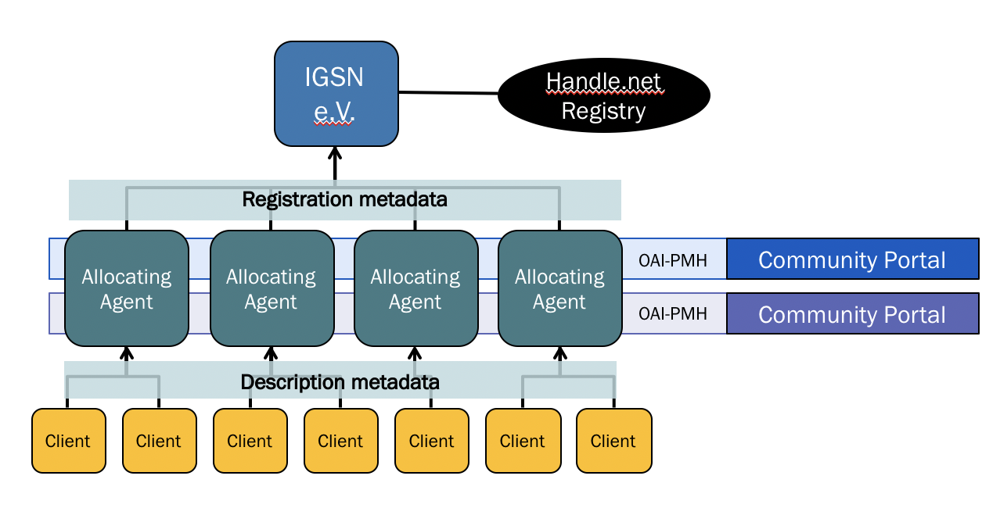 IGSN
e.V.
Handle.net
Registry
Registration metadata
Allocating
Agent
Allocating
Agent
Allocating
Agent
Allocating
Agent
OAI-PMH
Community Portal
OAI-PMH
Community Portal
Description metadata
Client
Client
Client
Client
Client
Client
Client